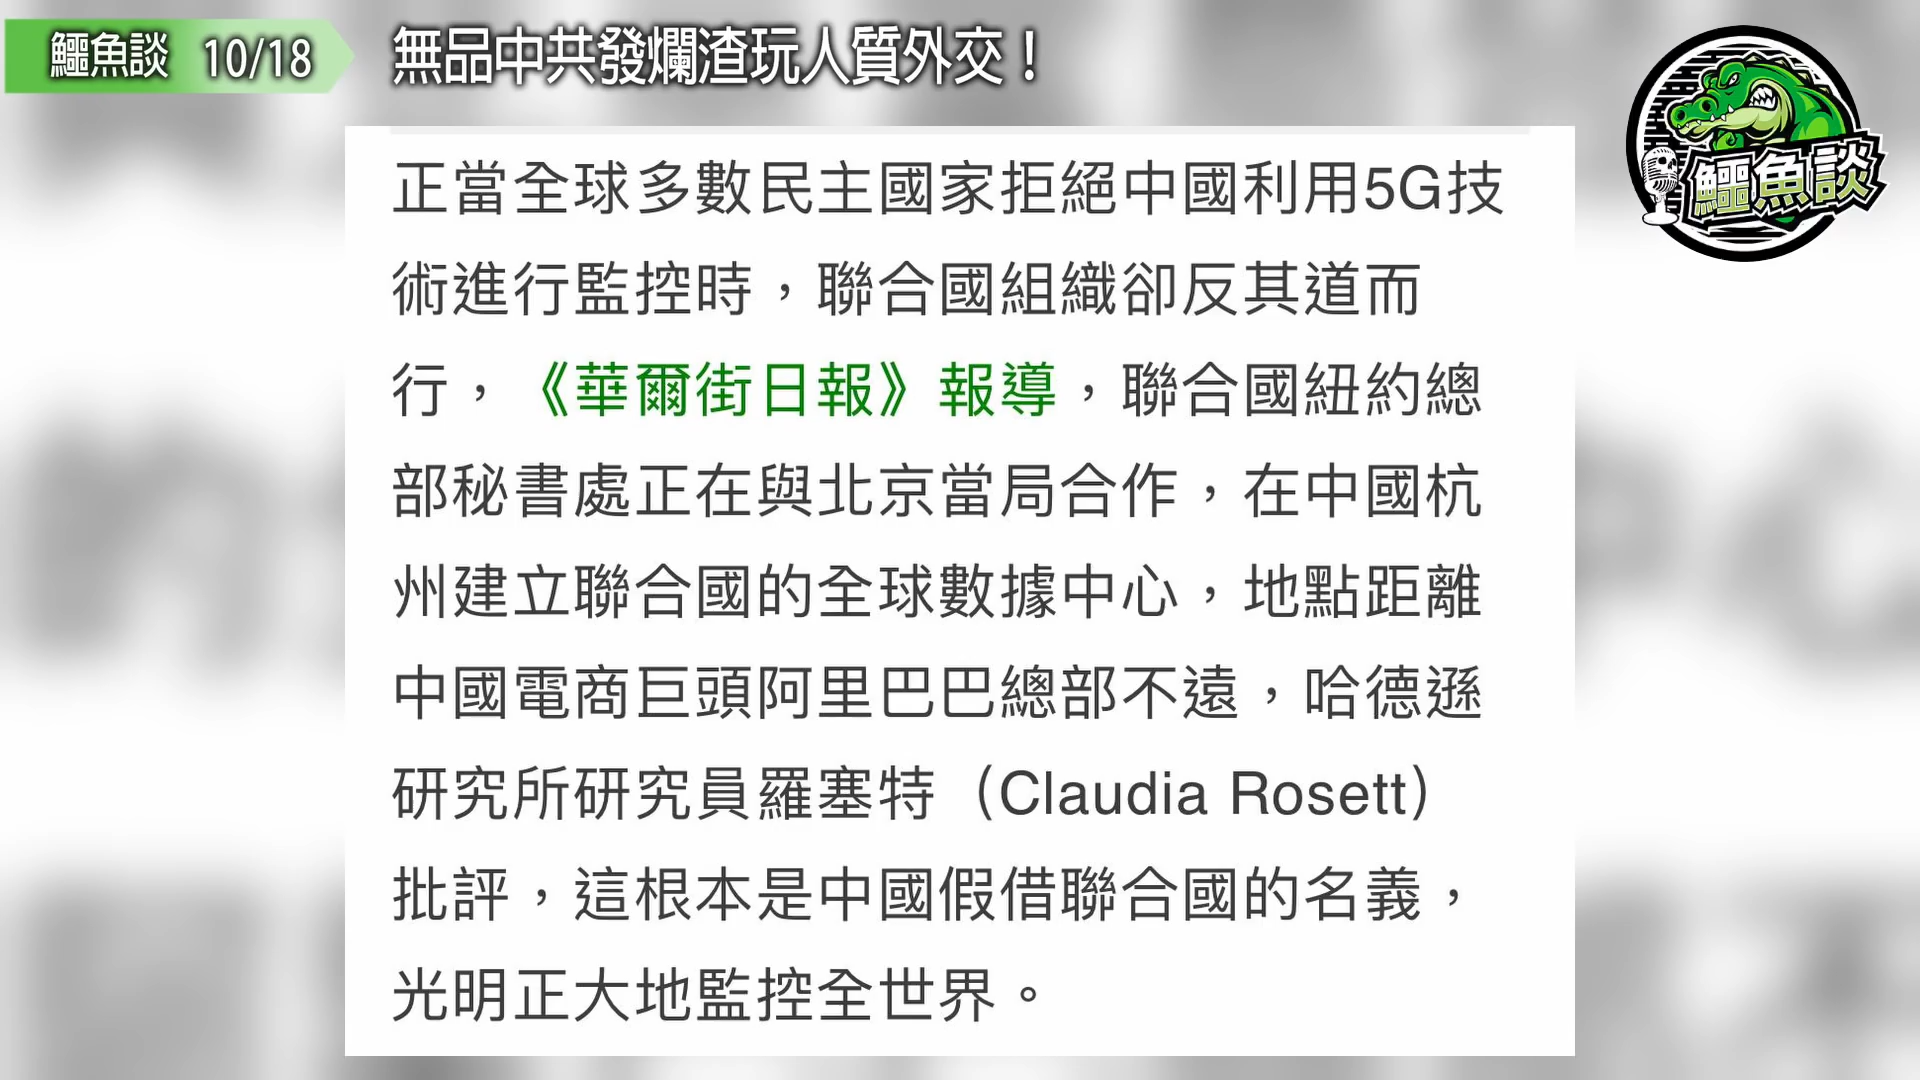 鱷魚談 10/18 無品中共發爛渣玩人質外交！
鱷魚談
正當全球多數民主國家拒絕中國利用5G技
術進行監控時，聯合國組織卻反其道而
行，《華爾街日報》報導，聯合國紐約總
部秘書處正在與北京當局合作，在中國杭
州建立聯合國的全球數據中心，地點距離
中國電商巨頭阿里巴巴總部不遠，哈德遜
研究所研究員羅塞特（Claudia Rosett）
批評，這根本是中國假借聯合國的名義，
光明正大地監控全世界。